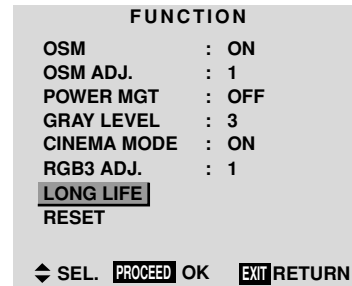 FUNCTION
OSM : ON
OSM ADJ. : 1
POWER MGT : OFF
GRAY LEVEL : 3
CINEMA MODE : ON
RGB3 ADJ. : 1
LONG LIFE
RESET
SEL. PROCEED OK EXIT RETURN